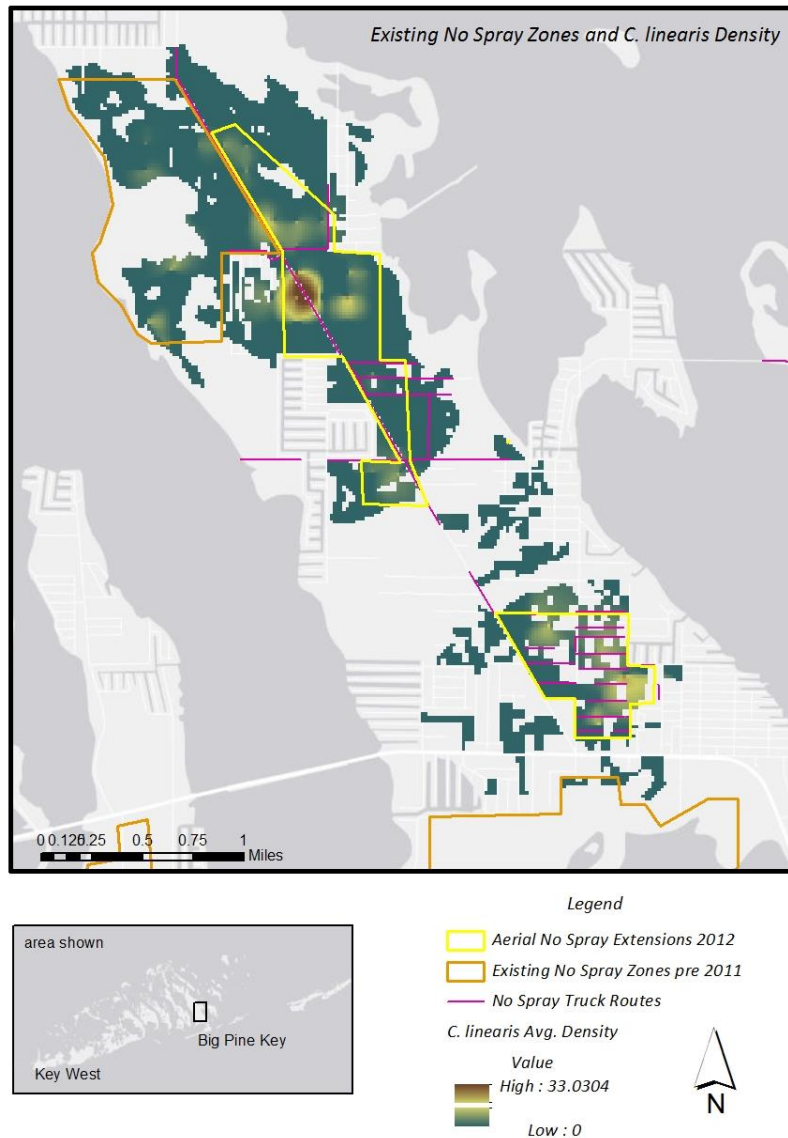 Existing No Spray Zones and C. linearis Density
0 0.125 0.25 0.5 0.75 1
Miles
Legend
area shown
Big Pine Key
Key West
Aerial No Spray Extensions 2012
Existing No Spray Zones pre 2011
No Spray Truck Routes
C. linearis Avg. Density
Value
High : 33.0304
Low : 0
N